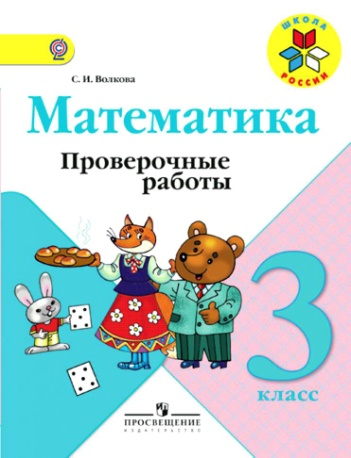 ШКОЛА
РОССИИ
С. И. Волкова
Математика
Проверочные
работы
3
класс
ПРОСВЕЩЕНИЕ